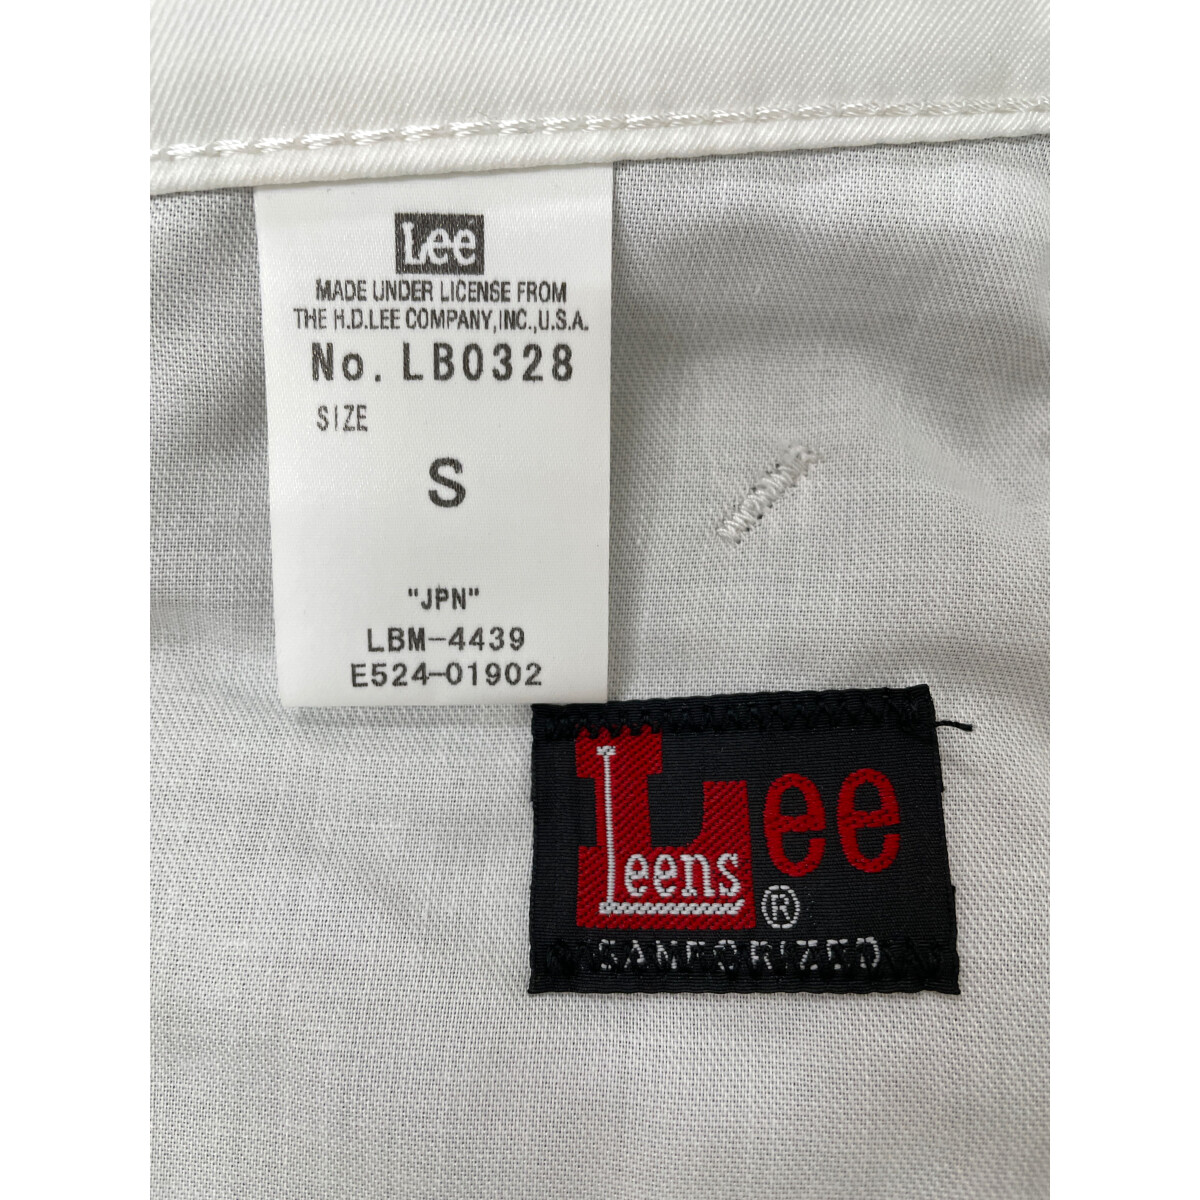 Lee
MADE UNDER LICENSE FROM
THE H.D.LEE COMPANY,INC.,U.S.A.
No. LB0328
SIZE
S
"JPN"
LBM-4439
E524-01902
Lee
Leens
®
SANFORIZED